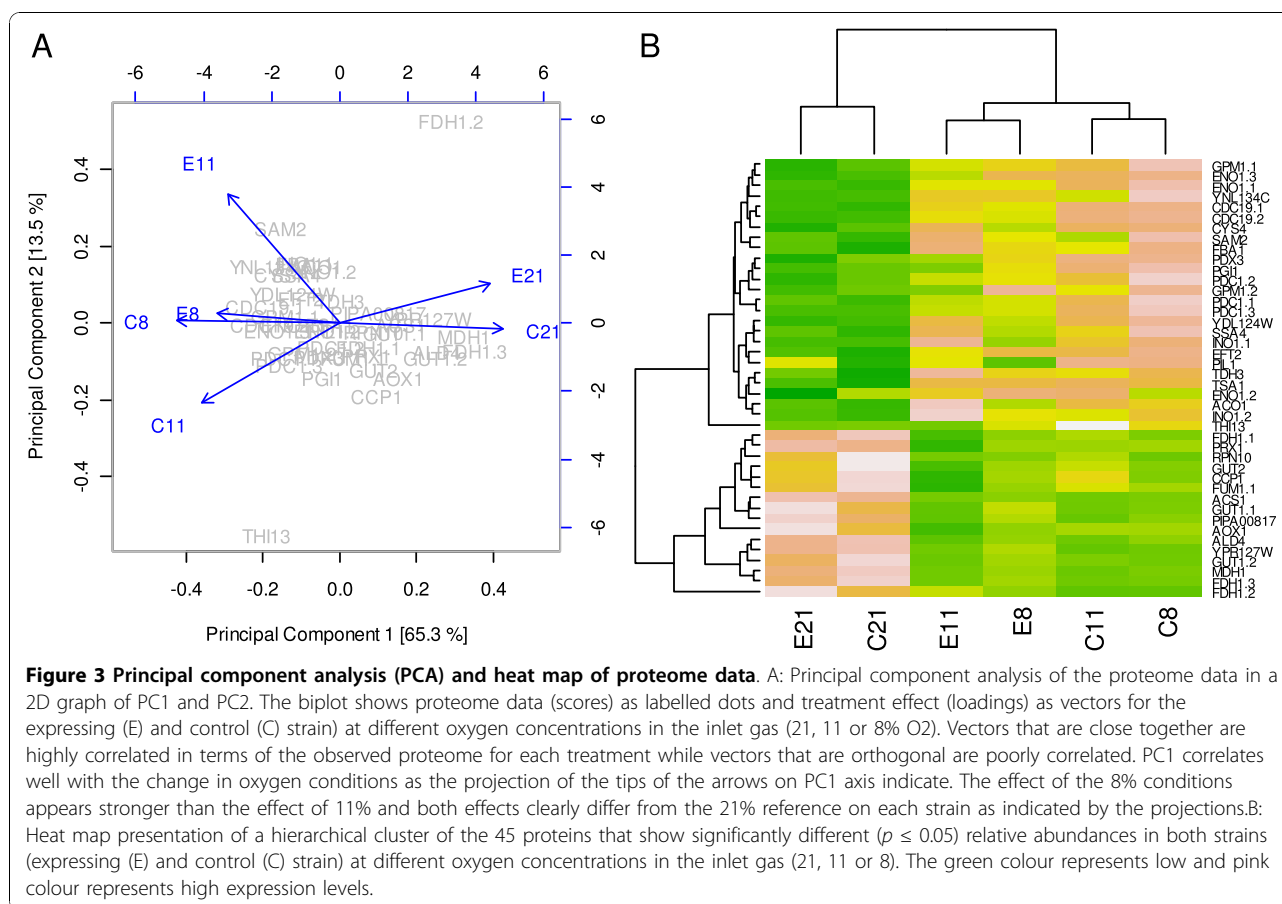 A
B
-6 -4 -2 0 2 4 6
FDH1.2
6
E11
0.4
4
SAM2
0.2
2
E21
YDL124W
E8
C8
0.0
0
C21
MDH1
FDH1.3
GUT1.2
PGI1
AOX1
-0.2
-2
CCP1
C11
-0.4
-4
THI13
-6
-0.4 -0.2 0.0 0.2 0.4
Principal Component 1 [65.3 %]
Principal Component 2 [13.5 %]
GPM1.1
ENO1.3
ENO1.1
YNL134C
CDC19.1
CDC19.2
CYS4
SAM2
FBA1
PDX3
PGI1
PDC1.2
GPM1.2
PDC1.1
PDC1.3
YDL124W
SSA4
INO1.1
EFT2
PIL1
TDH3
TSA1
ENO1.2
ACO1
INO1.2
THI13
FDH1.1
PRX1
RPN10
GUT2
CCP1
FUM1.1
ACS1
GUT1.1
PIPA00817
AOX1
ALD4
YPR127W
GUT1.2
MDH1
FDH1.3
FDH1.2
E21 C21 E11 E8 C11 C8
Figure 3 Principal component analysis (PCA) and heat map of proteome data. A: Principal component analysis of the proteome data in a
2D graph of PC1 and PC2. The biplot shows proteome data (scores) as labelled dots and treatment effect (loadings) as vectors for the
expressing (E) and control (C) strain) at different oxygen concentrations in the inlet gas (21, 11 or 8% O2). Vectors that are close together are
highly correlated in terms of the observed proteome for each treatment while vectors that are orthogonal are poorly correlated. PC1 correlates
well with the change in oxygen conditions as the projection of the tips of the arrows on PC1 axis indicate. The effect of the 8% conditions
appears stronger than the effect of 11% and both effects clearly differ from the 21% reference on each strain as indicated by the projections.B:
Heat map presentation of a hierarchical cluster of the 45 proteins that show significantly different (p ≤ 0.05) relative abundances in both strains
(expressing (E) and control (C) strain) at different oxygen concentrations in the inlet gas (21, 11 or 8). The green colour represents low and pink
colour represents high expression levels.